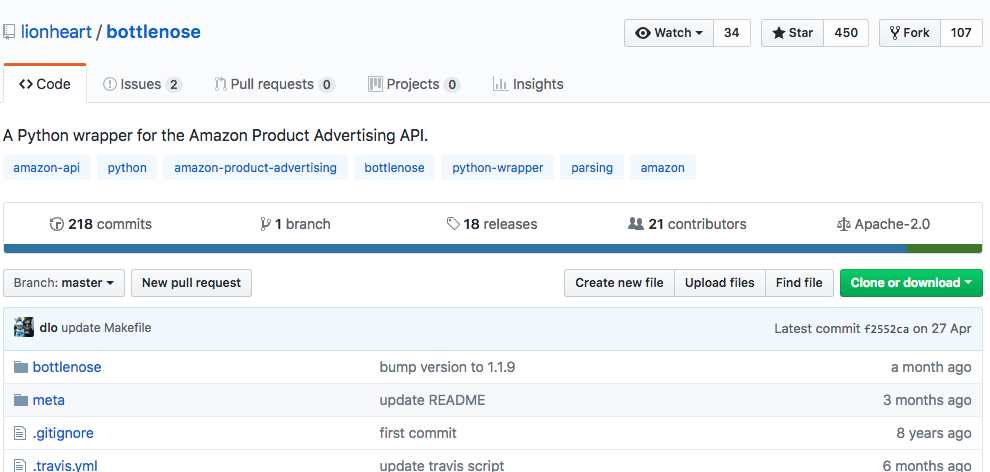 lionheart / bottlenose Watch 34 Star 450 Fork 107
Code Issues 2 Pull requests 0 Projects 0 Insights
A Python wrapper for the Amazon Product Advertising API.
amazon-api python amazon-product-advertising bottlenose python-wrapper parsing amazon
218 commits 1 branch 18 releases 21 contributors Apache-2.0
Branch: master New pull request Create new file Upload files Find file Clone or download
dlo update Makefile Latest commit f2552ca on 27 Apr
bottlenose bump version to 1.1.9 a month ago
meta update README 3 months ago
.gitignore first commit 8 years ago
.travis.yml update travis script 6 months ago